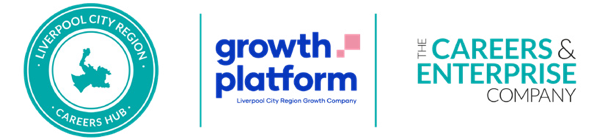 · LIVERPOOL CITY REGION ·
CAREERS HUB
growth
platform
Liverpool City Region Growth Company
THE
CAREERS &
ENTERPRISE
COMPANY